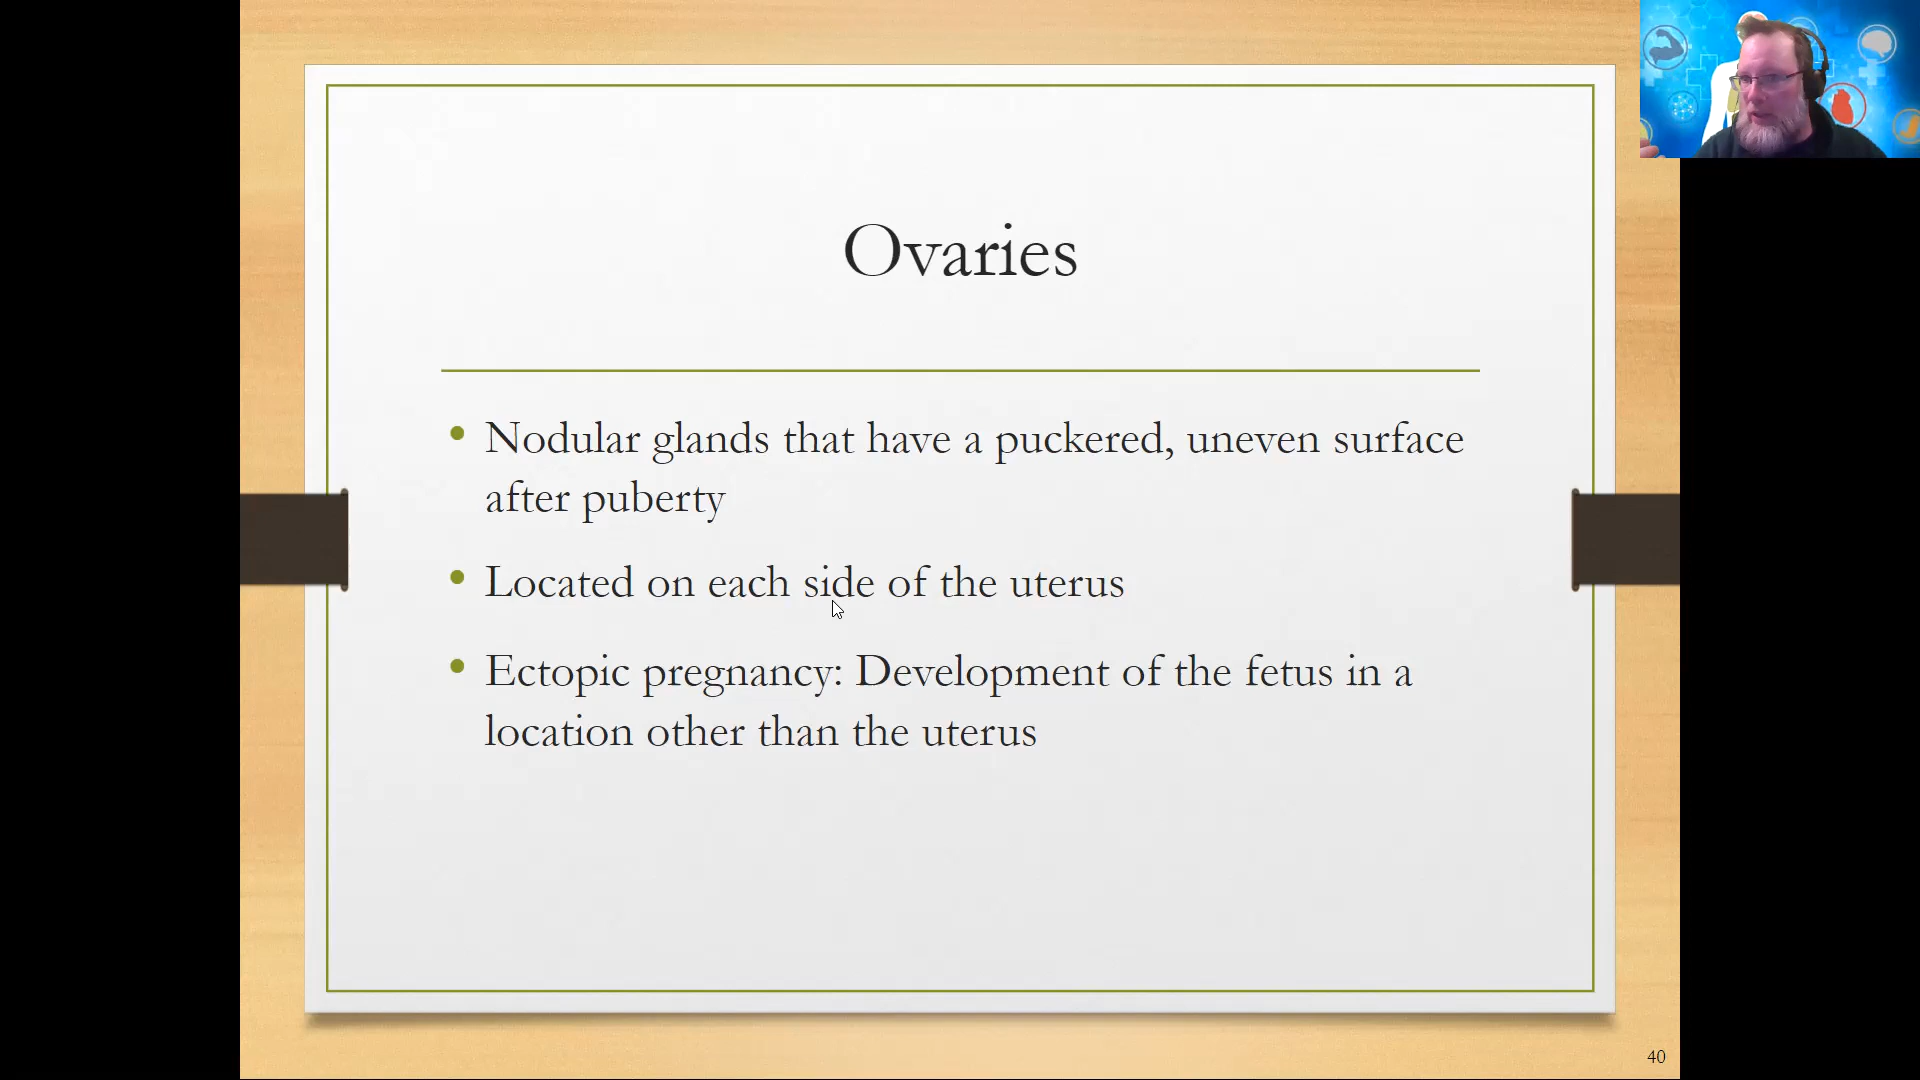 Ovaries
• Nodular glands that have a puckered, uneven surface
after puberty
• Located on each side of the uterus
• Ectopic pregnancy: Development of the fetus in a
location other than the uterus
40